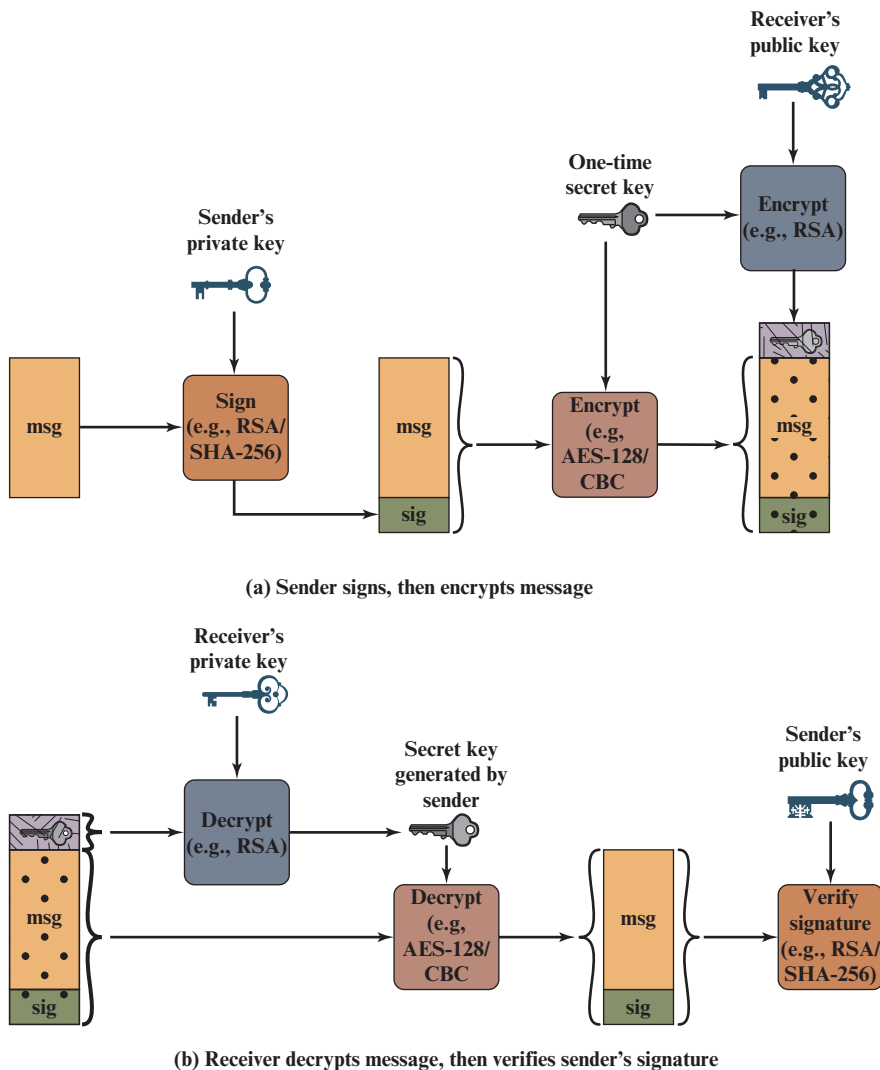 Receiver's
public key
One-time
secret key
Encrypt
(e.g., RSA)
Sender's
private key
msg
Sign
(e.g., RSA/
SHA-256)
msg
sig
Encrypt
(e.g,
AES-128/
CBC
msg
sig
(a) Sender signs, then encrypts message
Receiver's
private key
Secret key
generated by
sender
Sender's
public key
Decrypt
(e.g., RSA)
msg
sig
Decrypt
(e.g,
AES-128/
CBC
msg
sig
Verify
signature
(e.g., RSA/
SHA-256)
(b) Receiver decrypts message, then verifies sender's signature